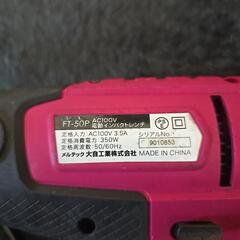 FT-50P AC100V
電動インパクトレンチ
定格入力：AC100V 3.5A
定格消費電力：350W
定格周波数：50/60Hz
シリアルNo.
9010853
メルテック 大自工業株式会社
MADE IN CHINA